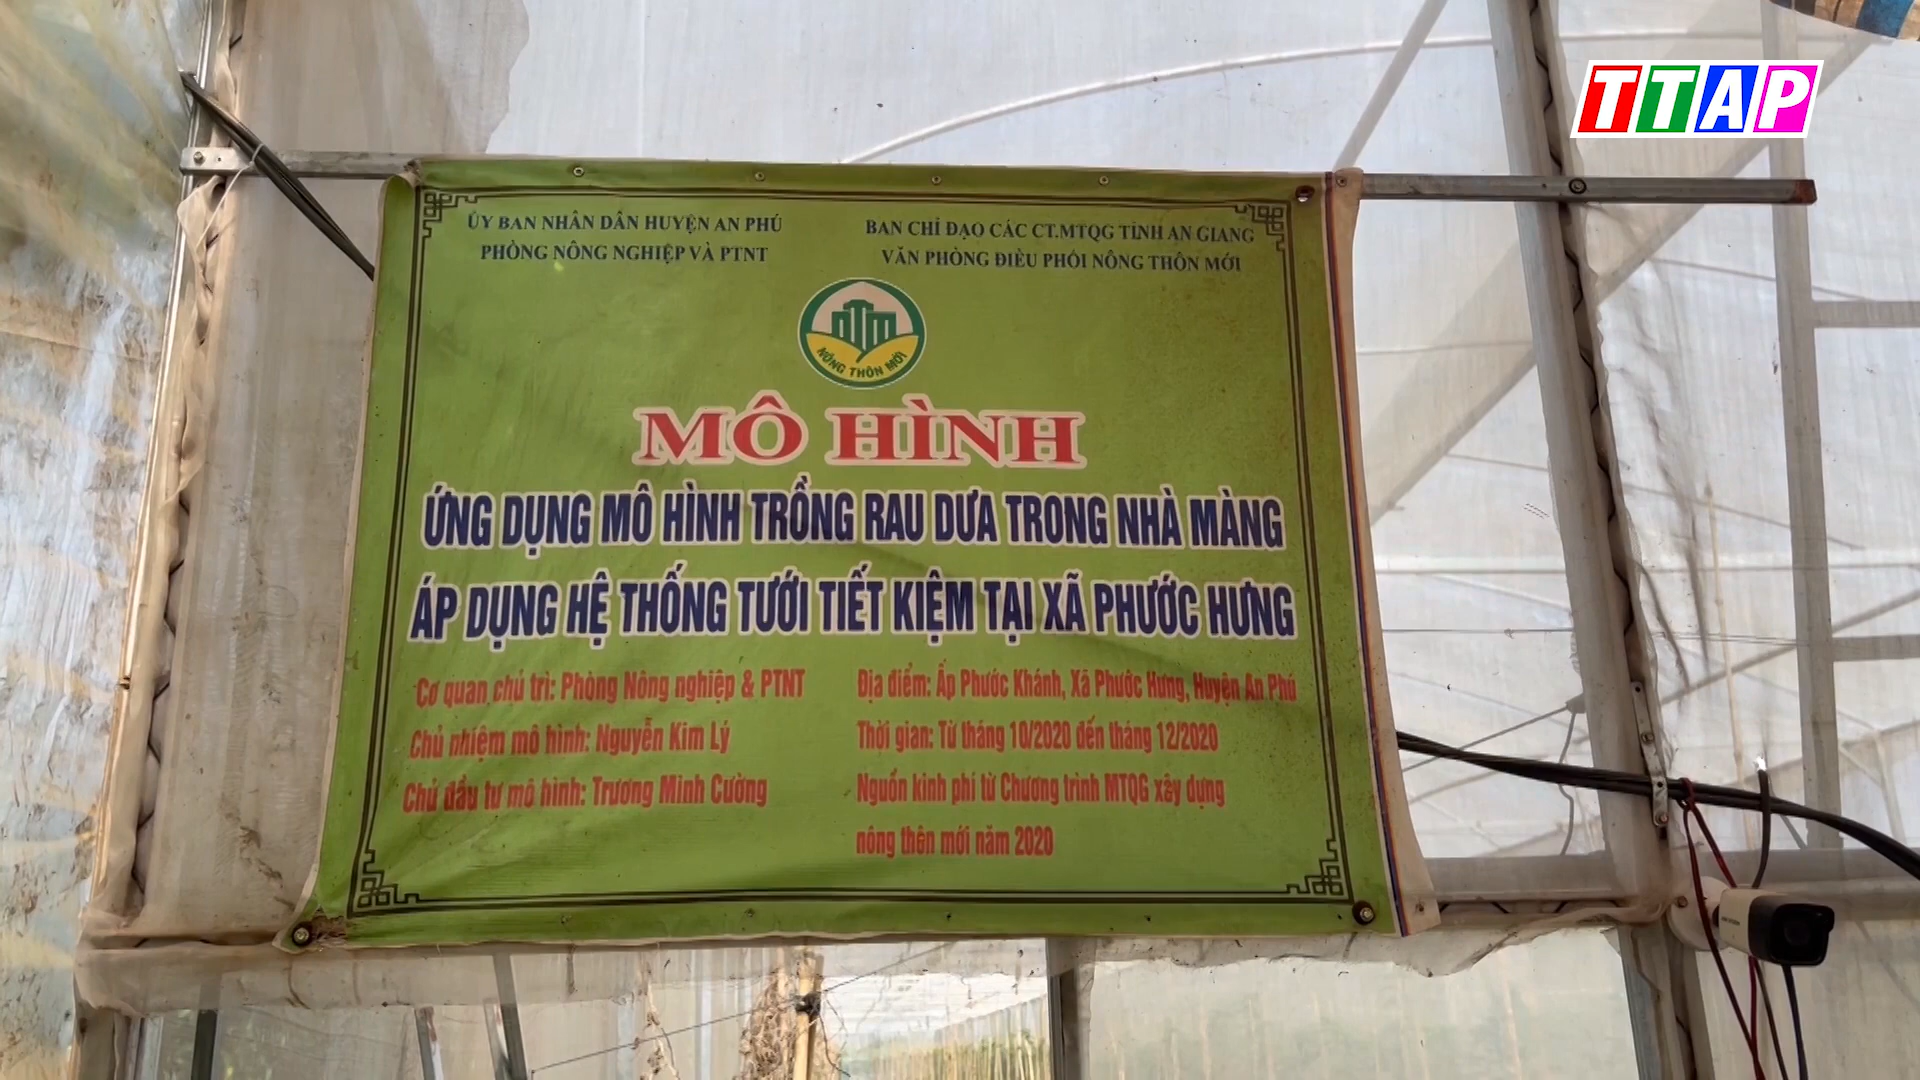 TTAP
ỦY BAN NHÂN DÂN HUYỆN AN PHÚ
PHÒNG NÔNG NGHIỆP VÀ PTNT
BAN CHỈ ĐẠO CÁC CT.MTQG TỈNH AN GIANG
VĂN PHÒNG ĐIỀU PHỐI NÔNG THÔN MỚI
NTM
NÔNG THÔN MỚI
MÔ HÌNH
ỨNG DỤNG MÔ HÌNH TRỒNG RAU DƯA TRONG NHÀ MÀNG
ÁP DỤNG HỆ THỐNG TƯỚI TIẾT KIỆM TẠI XÃ PHƯỚC HƯNG
Cơ quan chủ trì: Phòng Nông nghiệp & PTNT
Chủ nhiệm mô hình: Nguyễn Kim Lý
Chủ đầu tư mô hình: Trương Minh Cường
Địa điểm: Ấp Phước Khánh, Xã Phước Hưng, Huyện An Phú
Thời gian: Từ tháng 10/2020 đến tháng 12/2020
Nguồn kinh phí từ Chương trình MTQG xây dựng
nông thôn mới năm 2020